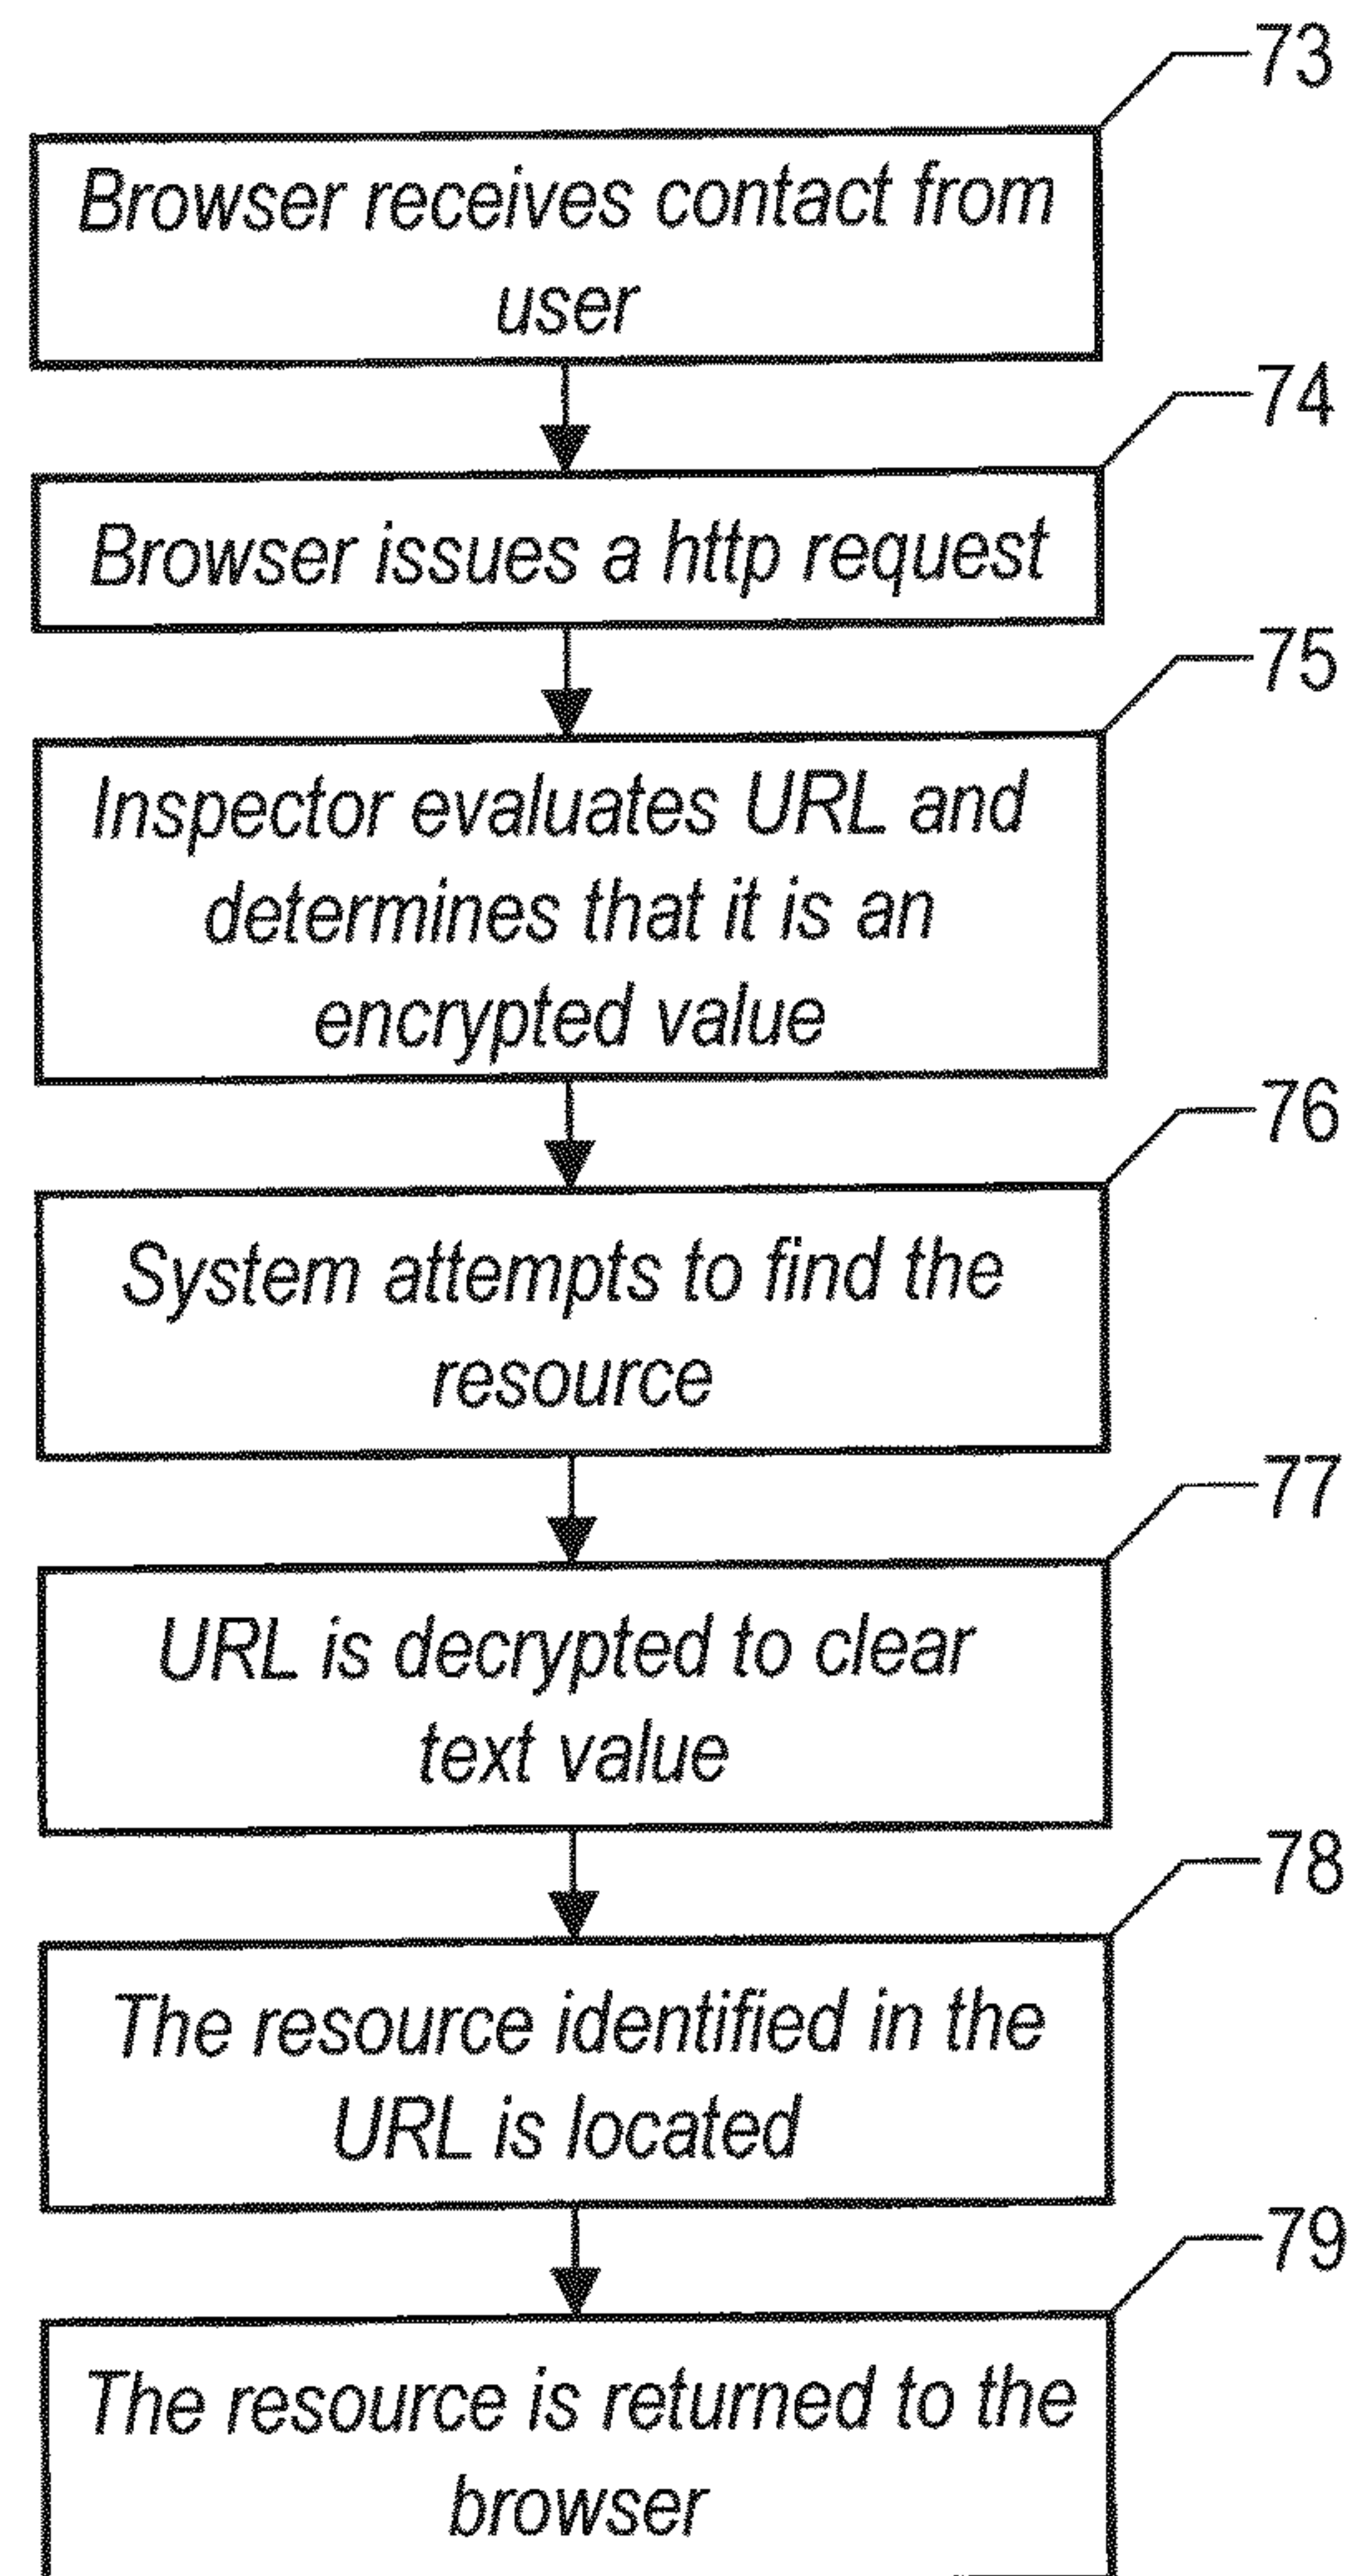 73
Browser receives contact from
user
74
Browser issues a http request
75
Inspector evaluates URL and
determines that it is an
encrypted value
76
System attempts to find the
resource
77
URL is decrypted to clear
text value
78
The resource identified in the
URL is located
79
The resource is returned to the
browser